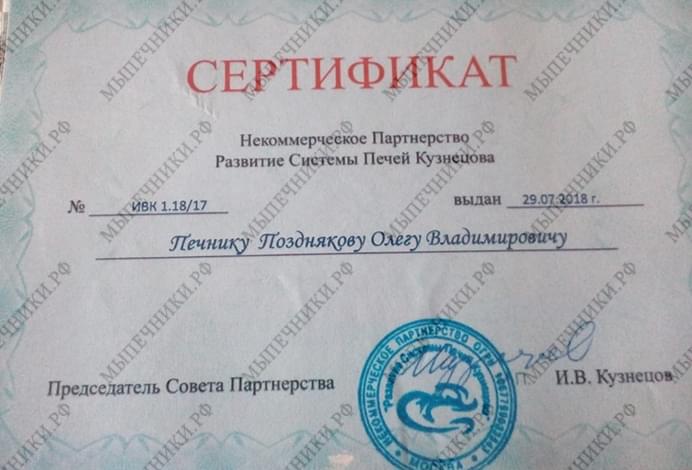 СЕРТИФИКАТ
Некоммерческое Партнерство
Развитие Системы Печей Кузнецова
№ ИВК 1.18/17 выдан 29.07.2018 г.
Печнику Позднякову Олегу Владимировичу
Председатель Совета Партнерства И.В. Кузнецов
НЕКОММЕРЧЕСКОЕ ПАРТНЕРСТВО ОГРН
"Развитие Системы Печей Кузнецова"
МОСКВА
МЫПЕЧНИКИ.РФ